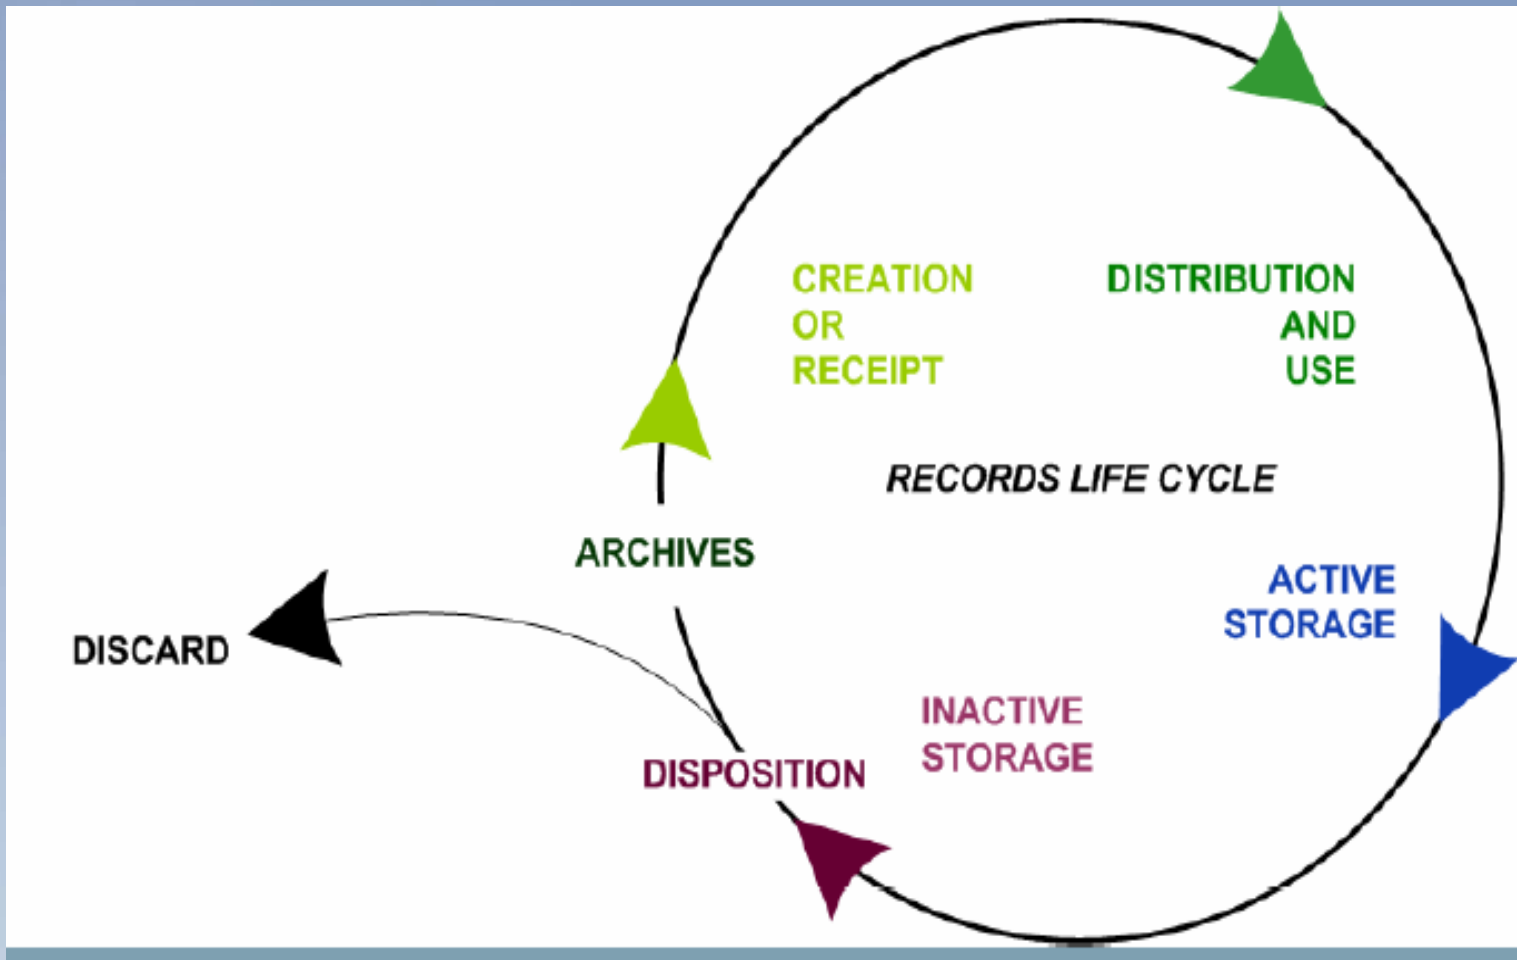 CREATION
OR
RECEIPT
DISTRIBUTION
AND
USE
RECORDS LIFE CYCLE
ARCHIVES
ACTIVE
STORAGE
DISCARD
INACTIVE
STORAGE
DISPOSITION